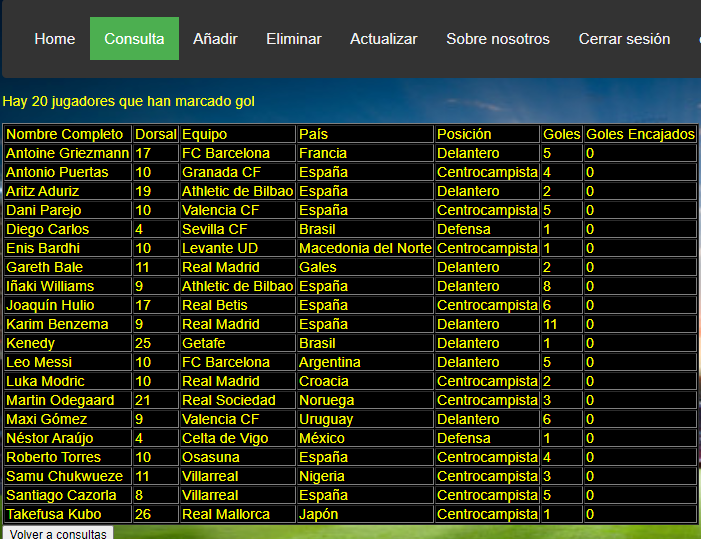 Home Consulta Añadir Eliminar Actualizar Sobre nosotros Cerrar sesión
Hay 20 jugadores que han marcado gol
Nombre Completo Dorsal Equipo País Posición Goles Goles Encajados
Antoine Griezmann 17 FC Barcelona Francia Delantero 5 0
Antonio Puertas 10 Granada CF España Centrocampista 4 0
Aritz Aduriz 19 Athletic de Bilbao España Delantero 2 0
Dani Parejo 10 Valencia CF España Centrocampista 5 0
Diego Carlos 4 Sevilla CF Brasil Defensa 1 0
Enis Bardhi 10 Levante UD Macedonia del Norte Centrocampista 1 0
Gareth Bale 11 Real Madrid Gales Delantero 2 0
Iñaki Williams 9 Athletic de Bilbao España Delantero 8 0
Joaquín Hulio 17 Real Betis España Centrocampista 6 0
Karim Benzema 9 Real Madrid España Delantero 11 0
Kenedy 25 Getafe Brasil Delantero 1 0
Leo Messi 10 FC Barcelona Argentina Delantero 5 0
Luka Modric 10 Real Madrid Croacia Centrocampista 2 0
Martin Odegaard 21 Real Sociedad Noruega Centrocampista 3 0
Maxi Gómez 9 Valencia CF Uruguay Delantero 6 0
Néstor Araújo 4 Celta de Vigo México Defensa 1 0
Roberto Torres 10 Osasuna España Centrocampista 4 0
Samu Chukwueze 11 Villarreal Nigeria Centrocampista 3 0
Santiago Cazorla 8 Villarreal España Centrocampista 5 0
Takefusa Kubo 26 Real Mallorca Japón Centrocampista 1 0
Volver a consultas